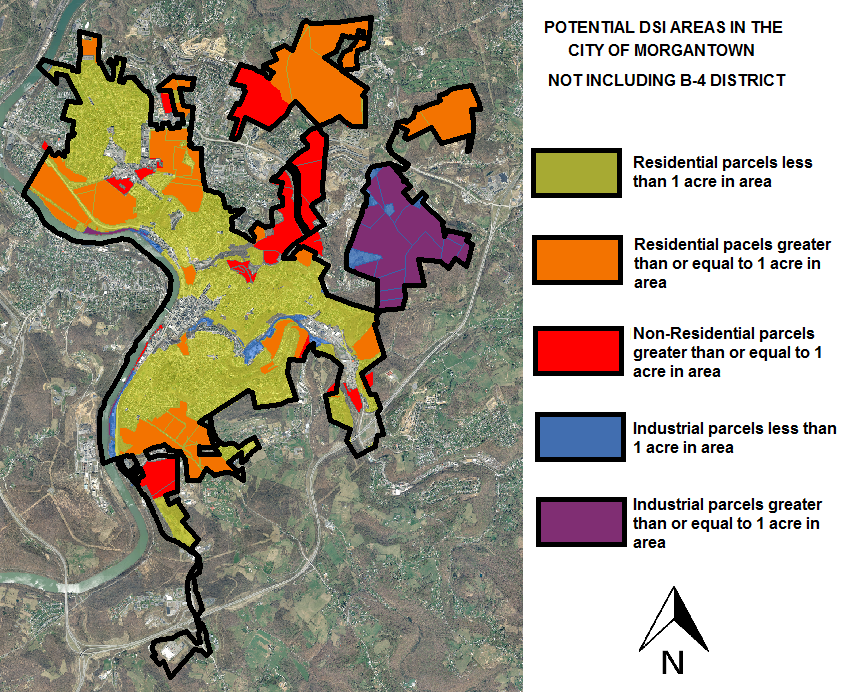 POTENTIAL DSI AREAS IN THE
CITY OF MORGANTOWN
NOT INCLUDING B-4 DISTRICT
Residential parcels less
than 1 acre in area
Residential pacels greater
than or equal to 1 acre in
area
Non-Residential parcels
greater than or equal to 1
acre in area
Industrial parcels less than
1 acre in area
Industrial parcels greater
than or equal to 1 acre in
area
N